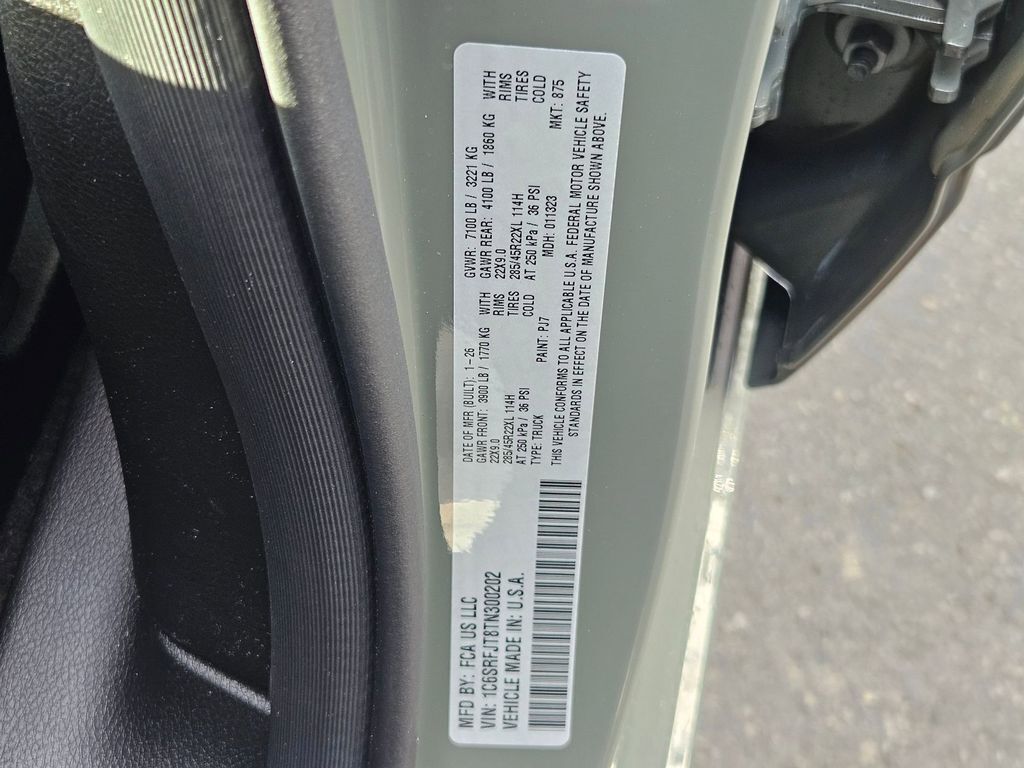 MFD BY: FCA US LLC
VIN: 1C6SRFJT8TN300202
VEHICLE MADE IN: U.S.A.
DATE OF MFR (BUILT): 1-26
GAWR FRONT: 3900 LB / 1770 KG WITH
22X9.0 RIMS
285/45R22XL 114H TIRES
AT 250 kPa / 36 PSI COLD
TYPE: TRUCK PAINT: PJ7
GVWR: 7100 LB / 3221 KG
GAWR REAR: 4100 LB / 1860 KG WITH
22X9.0 RIMS
285/45R22XL 114H TIRES
AT 250 kPa / 36 PSI COLD
MDH: 011323 MKT: 875
THIS VEHICLE CONFORMS TO ALL APPLICABLE U.S.A. FEDERAL MOTOR VEHICLE SAFETY
STANDARDS IN EFFECT ON THE DATE OF MANUFACTURE SHOWN ABOVE.